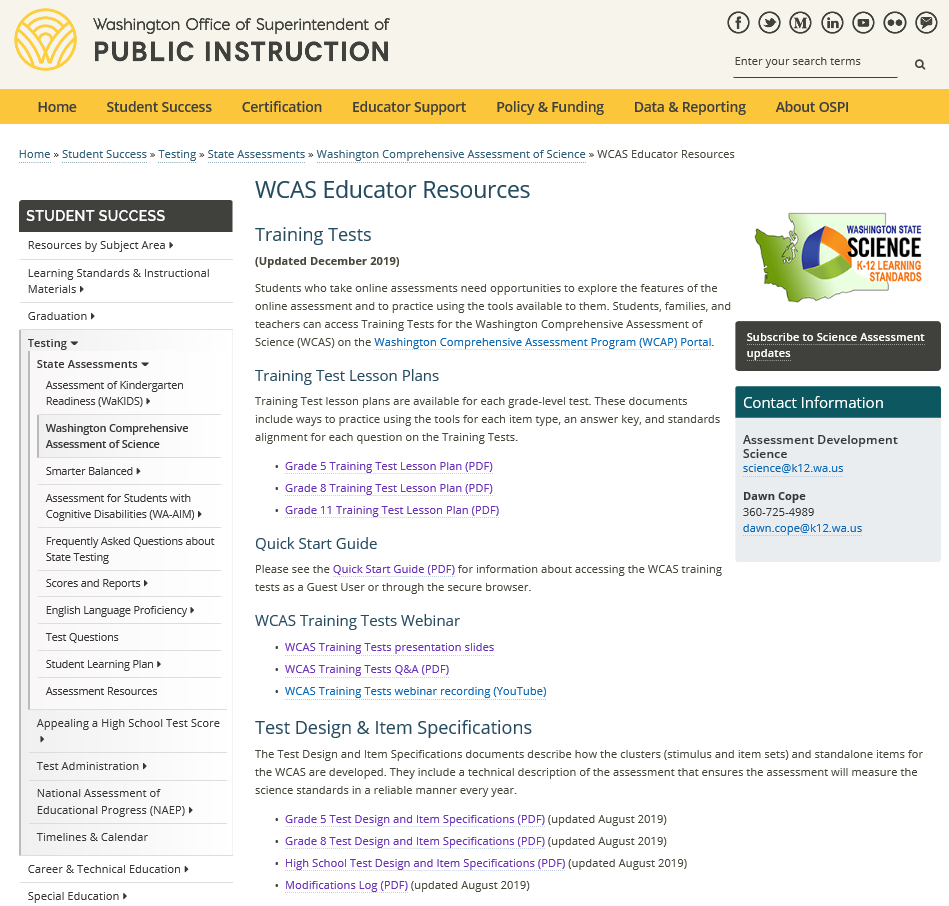 Washington Office of Superintendent of
PUBLIC INSTRUCTION
Enter your search terms
Home Student Success Certification Educator Support Policy & Funding Data & Reporting About OSPI
Home » Student Success » Testing » State Assessments » Washington Comprehensive Assessment of Science » WCAS Educator Resources
STUDENT SUCCESS
Resources by Subject Area
Learning Standards & Instructional
Materials
Graduation
Testing
State Assessments
Assessment of Kindergarten
Readiness (WaKIDS)
Washington Comprehensive
Assessment of Science
Smarter Balanced
Assessment for Students with
Cognitive Disabilities (WA-AIM)
Frequently Asked Questions about
State Testing
Scores and Reports
English Language Proficiency
Test Questions
Student Learning Plan
Assessment Resources
Appealing a High School Test Score
Test Administration
National Assessment of
Educational Progress (NAEP)
Timelines & Calendar
Career & Technical Education
Special Education
WCAS Educator Resources
Training Tests
(Updated December 2019)
Students who take online assessments need opportunities to explore the features of the
online assessment and to practice using the tools available to them. Students, families, and
teachers can access Training Tests for the Washington Comprehensive Assessment of
Science (WCAS) on the Washington Comprehensive Assessment Program (WCAP) Portal.
Training Test Lesson Plans
Training Test lesson plans are available for each grade-level test. These documents
include ways to practice using the tools for each item type, an answer key, and standards
alignment for each question on the Training Tests.
• Grade 5 Training Test Lesson Plan (PDF)
• Grade 8 Training Test Lesson Plan (PDF)
• Grade 11 Training Test Lesson Plan (PDF)
Quick Start Guide
Please see the Quick Start Guide (PDF) for information about accessing the WCAS training
tests as a Guest User or through the secure browser.
WCAS Training Tests Webinar
• WCAS Training Tests presentation slides
• WCAS Training Tests Q&A (PDF)
• WCAS Training Tests webinar recording (YouTube)
Test Design & Item Specifications
The Test Design and Item Specifications documents describe how the clusters (stimulus and item sets) and standalone items for
the WCAS are developed. They include a technical description of the assessment that ensures the assessment will measure the
science standards in a reliable manner every year.
• Grade 5 Test Design and Item Specifications (PDF) (updated August 2019)
• Grade 8 Test Design and Item Specifications (PDF) (updated August 2019)
• High School Test Design and Item Specifications (PDF) (updated August 2019)
• Modifications Log (PDF) (updated August 2019)
WASHINGTON STATE
SCIENCE
K-12 LEARNING
STANDARDS
Subscribe to Science Assessment
updates
Contact Information
Assessment Development
Science
science@k12.wa.us
Dawn Cope
360-725-4989
dawn.cope@k12.wa.us